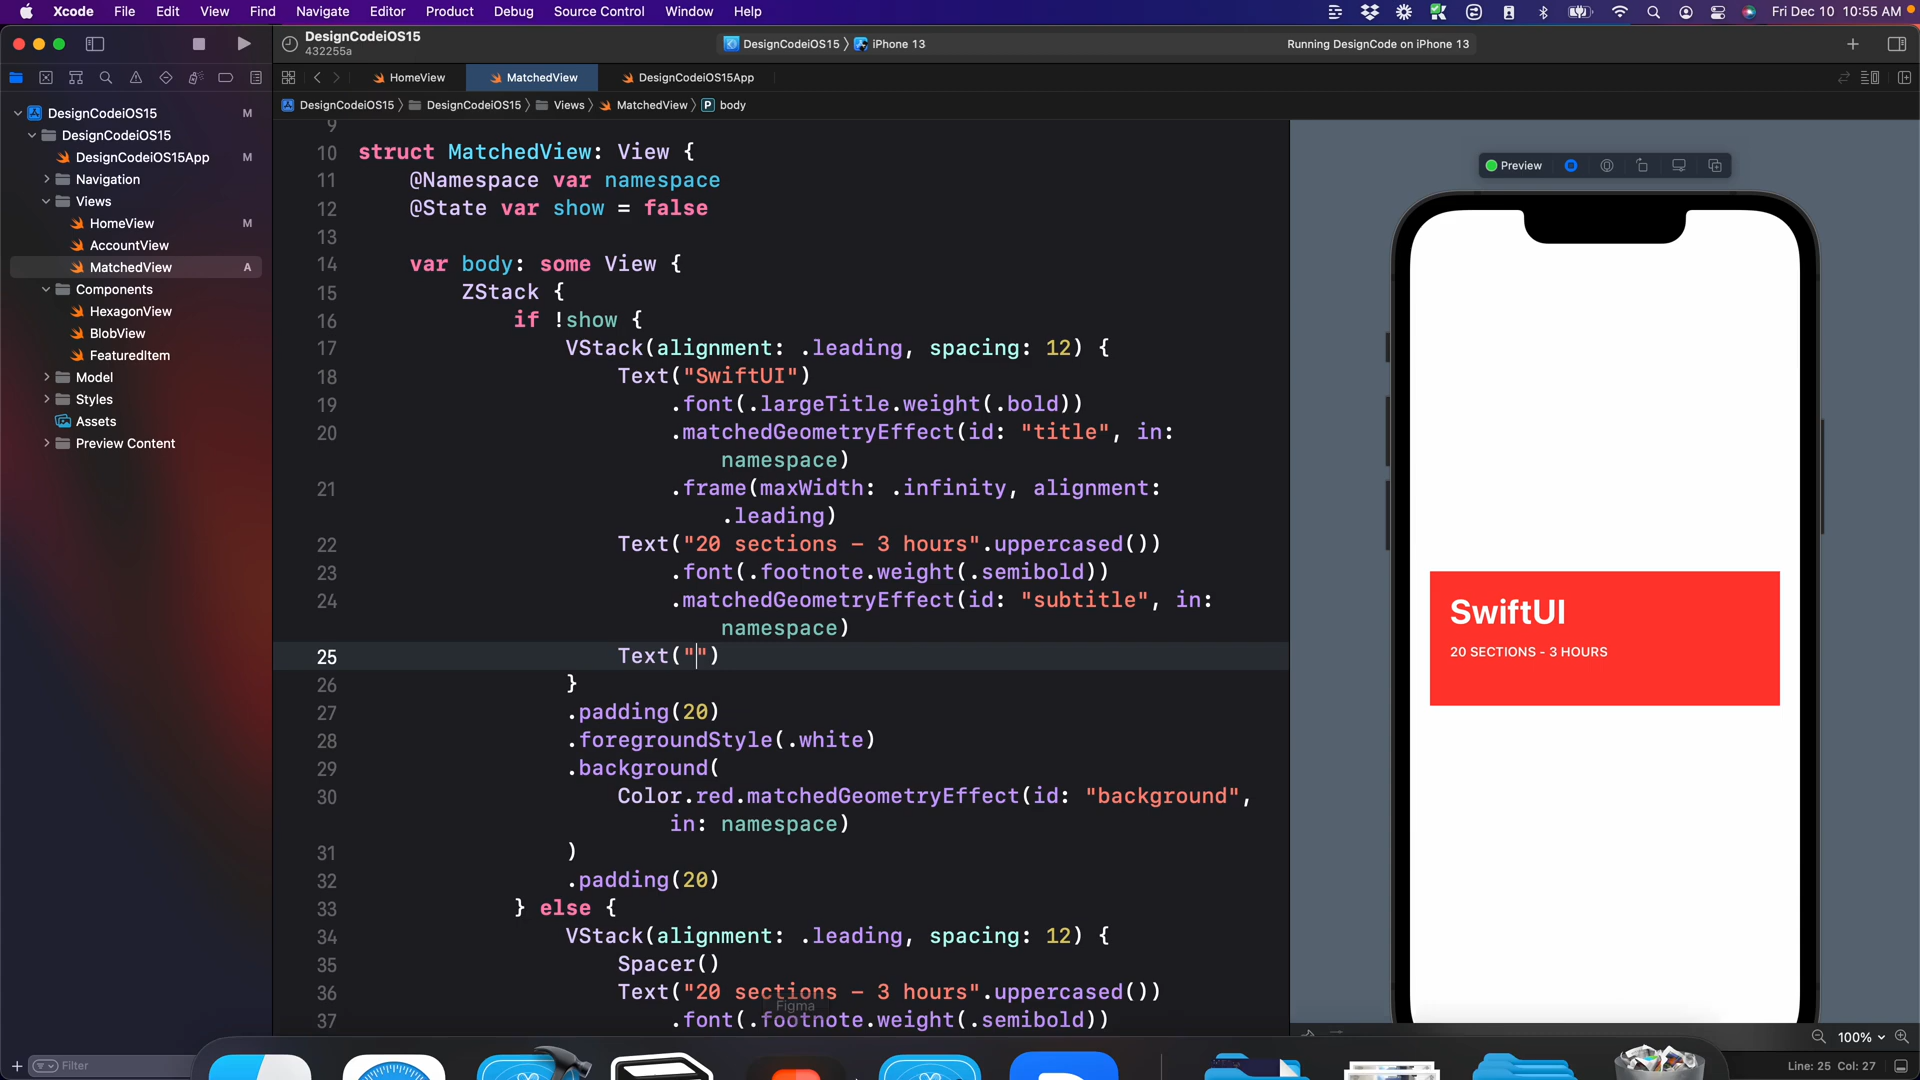 Xcode File Edit View Find Navigate Editor Product Debug Source Control Window Help Fri Dec 10 10:55 AM
DesignCodeiOS15
432255a
DesignCodeiOS15 〉 iPhone 13
Running DesignCode on iPhone 13
HomeView MatchedView DesignCodeiOS15App
DesignCodeiOS15 〉 DesignCodeiOS15 〉 Views 〉 MatchedView 〉 P body
DesignCodeiOS15 M
DesignCodeiOS15
DesignCodeiOS15App M
Navigation
Views
HomeView M
AccountView
MatchedView A
Components
HexagonView
BlobView
FeaturedItem
Model
Styles
Assets
Preview Content
Filter
9
10 struct MatchedView: View {
11 @Namespace var namespace
12 @State var show = false
13
14 var body: some View {
15 ZStack {
16 if !show {
17 VStack(alignment: .leading, spacing: 12) {
18 Text("SwiftUI")
19 .font(.largeTitle.weight(.bold))
20 .matchedGeometryEffect(id: "title", in:
namespace)
21 .frame(maxWidth: .infinity, alignment:
.leading)
22 Text("20 sections - 3 hours".uppercased())
23 .font(.footnote.weight(.semibold))
24 .matchedGeometryEffect(id: "subtitle", in:
namespace)
25 Text("")
26 }
27 .padding(20)
28 .foregroundStyle(.white)
29 .background(
30 Color.red.matchedGeometryEffect(id: "background",
in: namespace)
31 )
32 .padding(20)
33 } else {
34 VStack(alignment: .leading, spacing: 12) {
35 Spacer()
36 Text("20 sections - 3 hours".uppercased())
37 .font(.footnote.weight(.semibold))
Figma
Preview
SwiftUI
20 SECTIONS - 3 HOURS
100%
Line: 25 Col: 27